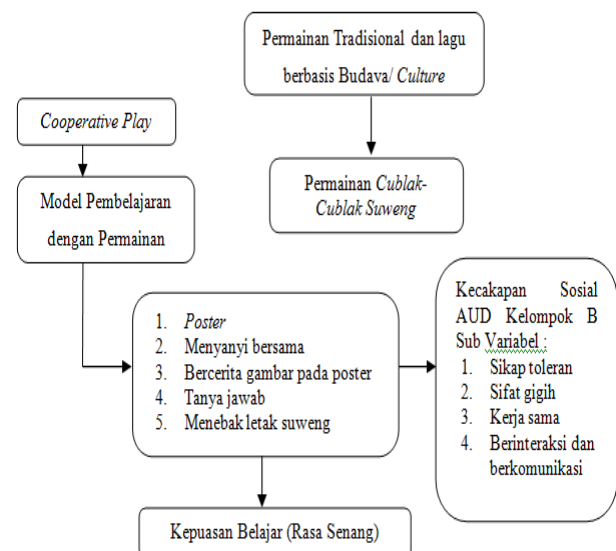 Permainan Tradisional dan lagu
berbasis Budava/ Culture
Cooperative Play
Permainan Cublak-
Cublak Suweng
Model Pembelajaran
dengan Permainan
1. Poster
2. Menyanyi bersama
3. Bercerita gambar pada poster
4. Tanya jawab
5. Menebak letak suweng
Kecakapan Sosial
AUD Kelompok B
Sub Variabel :
1. Sikap toleran
2. Sifat gigih
3. Kerja sama
4. Berinteraksi dan
berkomunikasi
Kepuasan Belajar (Rasa Senang)